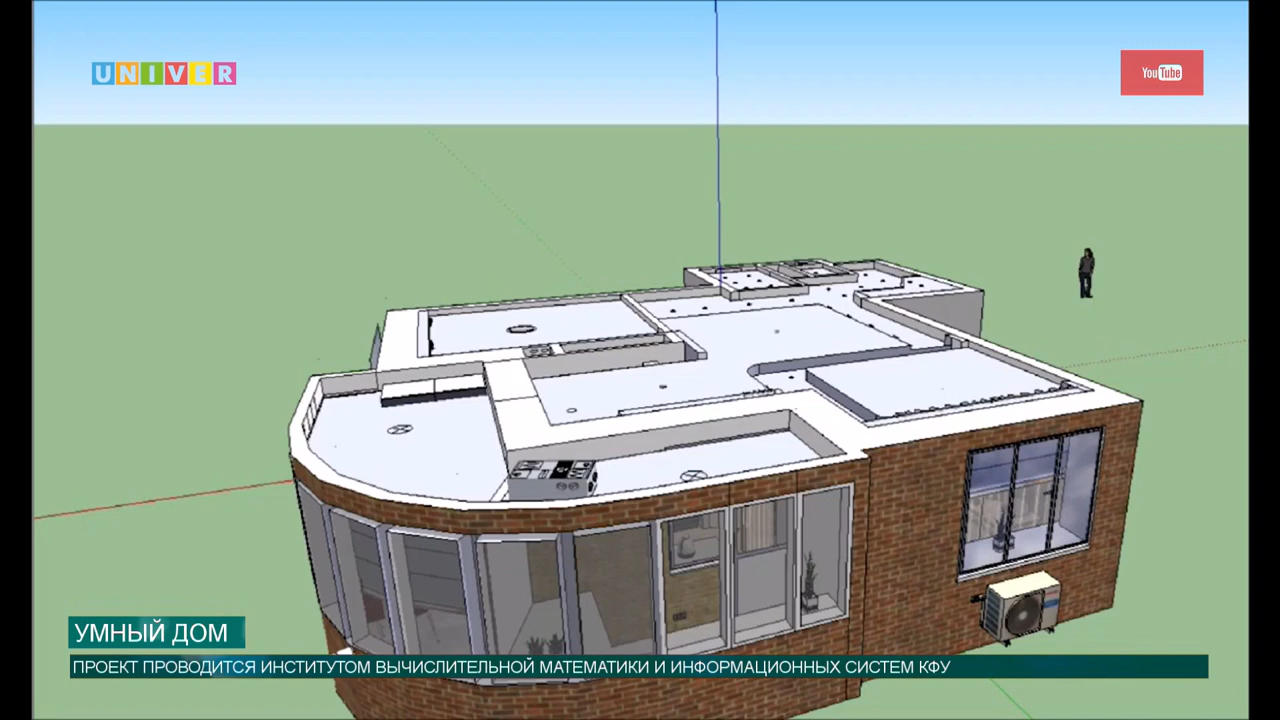 UNIVER
YouTube
УМНЫЙ ДОМ
ПРОЕКТ ПРОВОДИТСЯ ИНСТИТУТОМ ВЫЧИСЛИТЕЛЬНОЙ МАТЕМАТИКИ И ИНФОРМАЦИОННЫХ СИСТЕМ КФУ